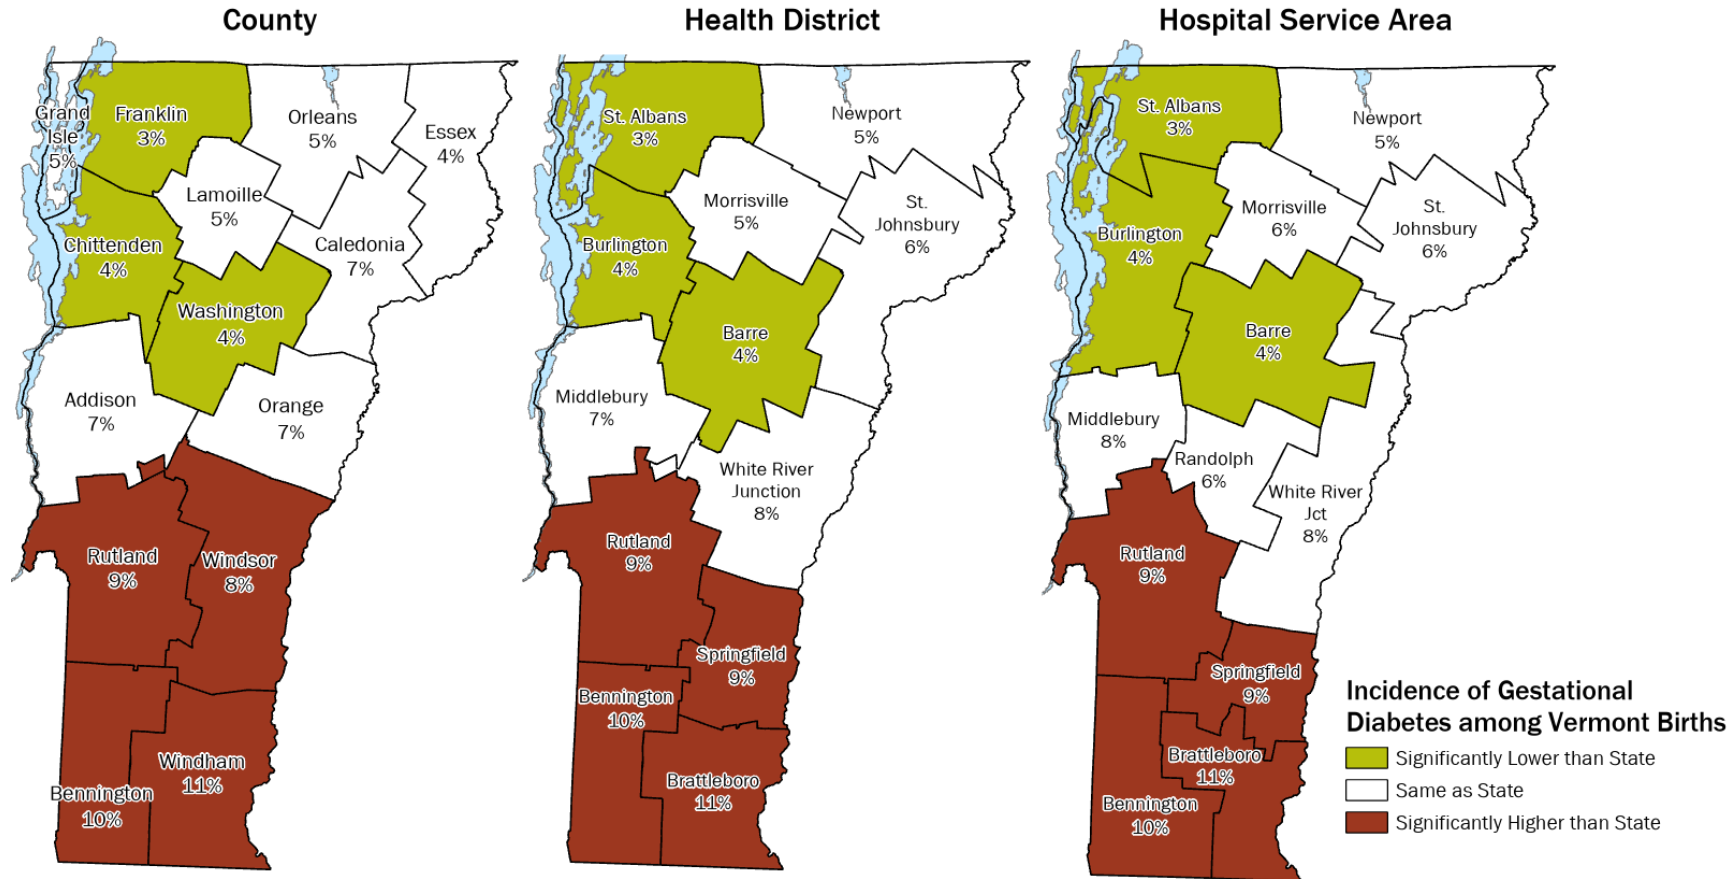 County
Grand
Isle
5%
Franklin
3%
Orleans
5%
Essex
4%
Lamoille
5%
Chittenden
4%
Caledonia
7%
Washington
4%
Addison
7%
Orange
7%
Rutland
9%
Windsor
8%
Windham
11%
Bennington
10%
Health District
St. Albans
3%
Newport
5%
Morrisville
5%
St.
Johnsbury
6%
Burlington
4%
Barre
4%
Middlebury
7%
White River
Junction
8%
Rutland
9%
Springfield
9%
Bennington
10%
Brattleboro
11%
Hospital Service Area
St. Albans
3%
Newport
5%
Morrisville
6%
St.
Johnsbury
6%
Burlington
4%
Barre
4%
Middlebury
8%
Randolph
6%
White River
Jct
8%
Rutland
9%
Springfield
9%
Brattleboro
11%
Bennington
10%
Incidence of Gestational
Diabetes among Vermont Births
Significantly Lower than State
Same as State
Significantly Higher than State